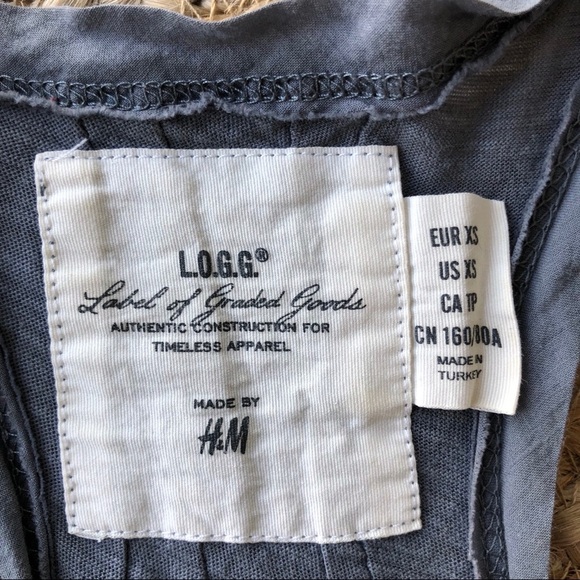 L.O.G.G.®
Label of Graded Goods
AUTHENTIC CONSTRUCTION FOR
TIMELESS APPAREL
MADE BY
H&M
EUR XS
US XS
CA TP
CN 160/80A
MADE IN
TURKEY